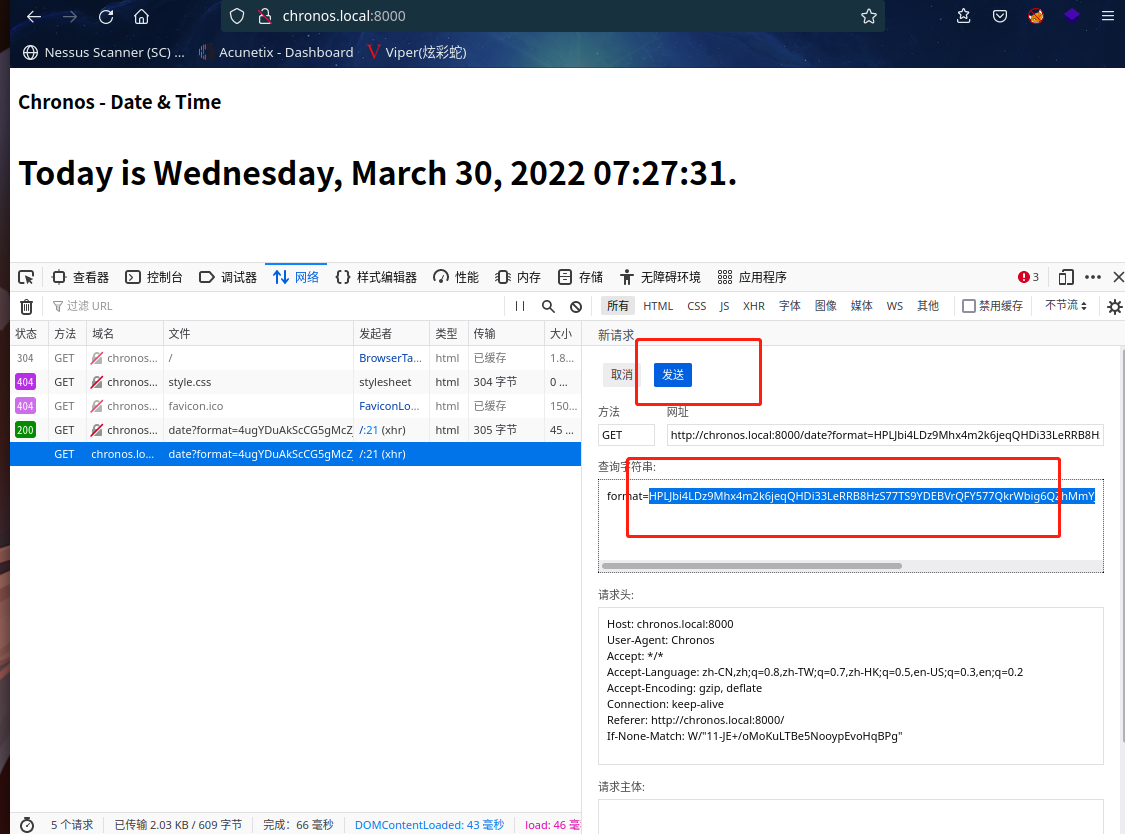 chronos.local:8000
Nessus Scanner (SC) ... Acunetix - Dashboard Viper(炫彩蛇)
Chronos - Date & Time
Today is Wednesday, March 30, 2022 07:27:31.
查看器 控制台 调试器 网络 样式编辑器 性能 内存 存储 无障碍环境 应用程序 3
过滤 URL 所有 HTML CSS JS XHR 字体 图像 媒体 WS 其他 禁用缓存 不节流
状态 方法 域名 文件 发起者 类型 传输 大小
304 GET chronos... / BrowserTa... html 已缓存 1.8...
404 GET chronos... style.css stylesheet html 304 字节 0 ...
404 GET chronos... favicon.ico FaviconLo... html 已缓存 150...
200 GET chronos... date?format=4ugYDuAkScCG5gMcZ /:21 (xhr) html 305 字节 45 ...
GET chronos.lo... date?format=4ugYDuAkScCG5gMcZ /:21 (xhr)
新请求
取消 发送
方法 网址
GET http://chronos.local:8000/date?format=HPLJbi4LDz9Mhx4m2k6jeqQHDi33LeRRB8H
查询字符串:
format=HPLJbi4LDz9Mhx4m2k6jeqQHDi33LeRRB8HzS77TS9YDEBVrQFY577QkrWbig6QZhMmY
请求头:
Host: chronos.local:8000
User-Agent: Chronos
Accept: */*
Accept-Language: zh-CN,zh;q=0.8,zh-TW;q=0.7,zh-HK;q=0.5,en-US;q=0.3,en;q=0.2
Accept-Encoding: gzip, deflate
Connection: keep-alive
Referer: http://chronos.local:8000/
If-None-Match: W/"11-JE+/oMoKuLTBe5NooypEvoHqBPg"
请求主体:
5 个请求 已传输 2.03 KB / 609 字节 完成：66 毫秒 DOMContentLoaded: 43 毫秒 load: 46 毫